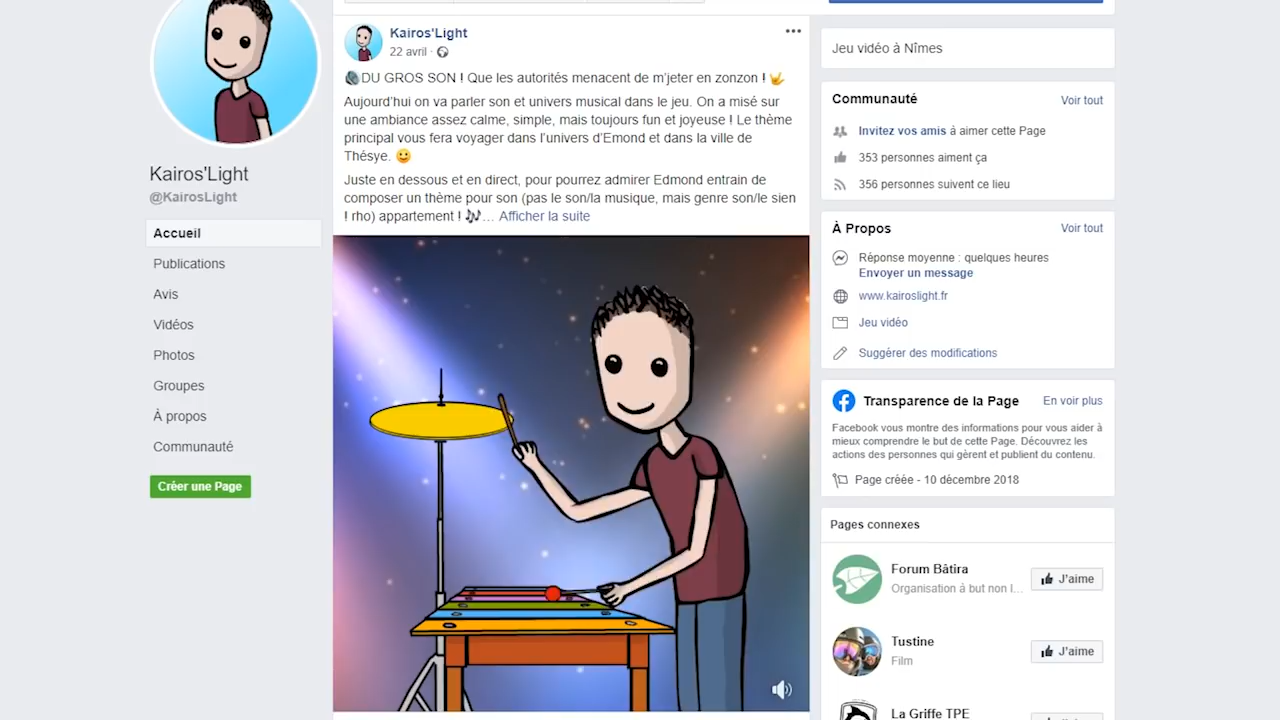 Kairos'Light
@KairosLight
Accueil
Publications
Avis
Vidéos
Photos
Groupes
À propos
Communauté
Créer une Page
Kairos'Light
22 avril ·
DU GROS SON ! Que les autorités menacent de m'jeter en zonzon !
Aujourd'hui on va parler son et univers musical dans le jeu. On a misé sur
une ambiance assez calme, simple, mais toujours fun et joyeuse ! Le thème
principal vous fera voyager dans l'univers d'Emond et dans la ville de
Thésye.
Juste en dessous et en direct, pour pourrez admirer Edmond entrain de
composer un thème pour son (pas le son/la musique, mais genre son/le sien
! rho) appartement ! 🎶... Afficher la suite
Jeu vidéo à Nîmes
Communauté Voir tout
Invitez vos amis à aimer cette Page
353 personnes aiment ça
356 personnes suivent ce lieu
À Propos Voir tout
Réponse moyenne : quelques heures
Envoyer un message
www.kairoslight.fr
Jeu vidéo
Suggérer des modifications
Transparence de la Page En voir plus
Facebook vous montre des informations pour vous aider à
mieux comprendre le but de cette Page. Découvrez les
actions des personnes qui gèrent et publient du contenu.
Page créée - 10 décembre 2018
Pages connexes
Forum Bâtira
Organisation à but non l...
J'aime
Tustine
Film
J'aime
La Griffe TPE